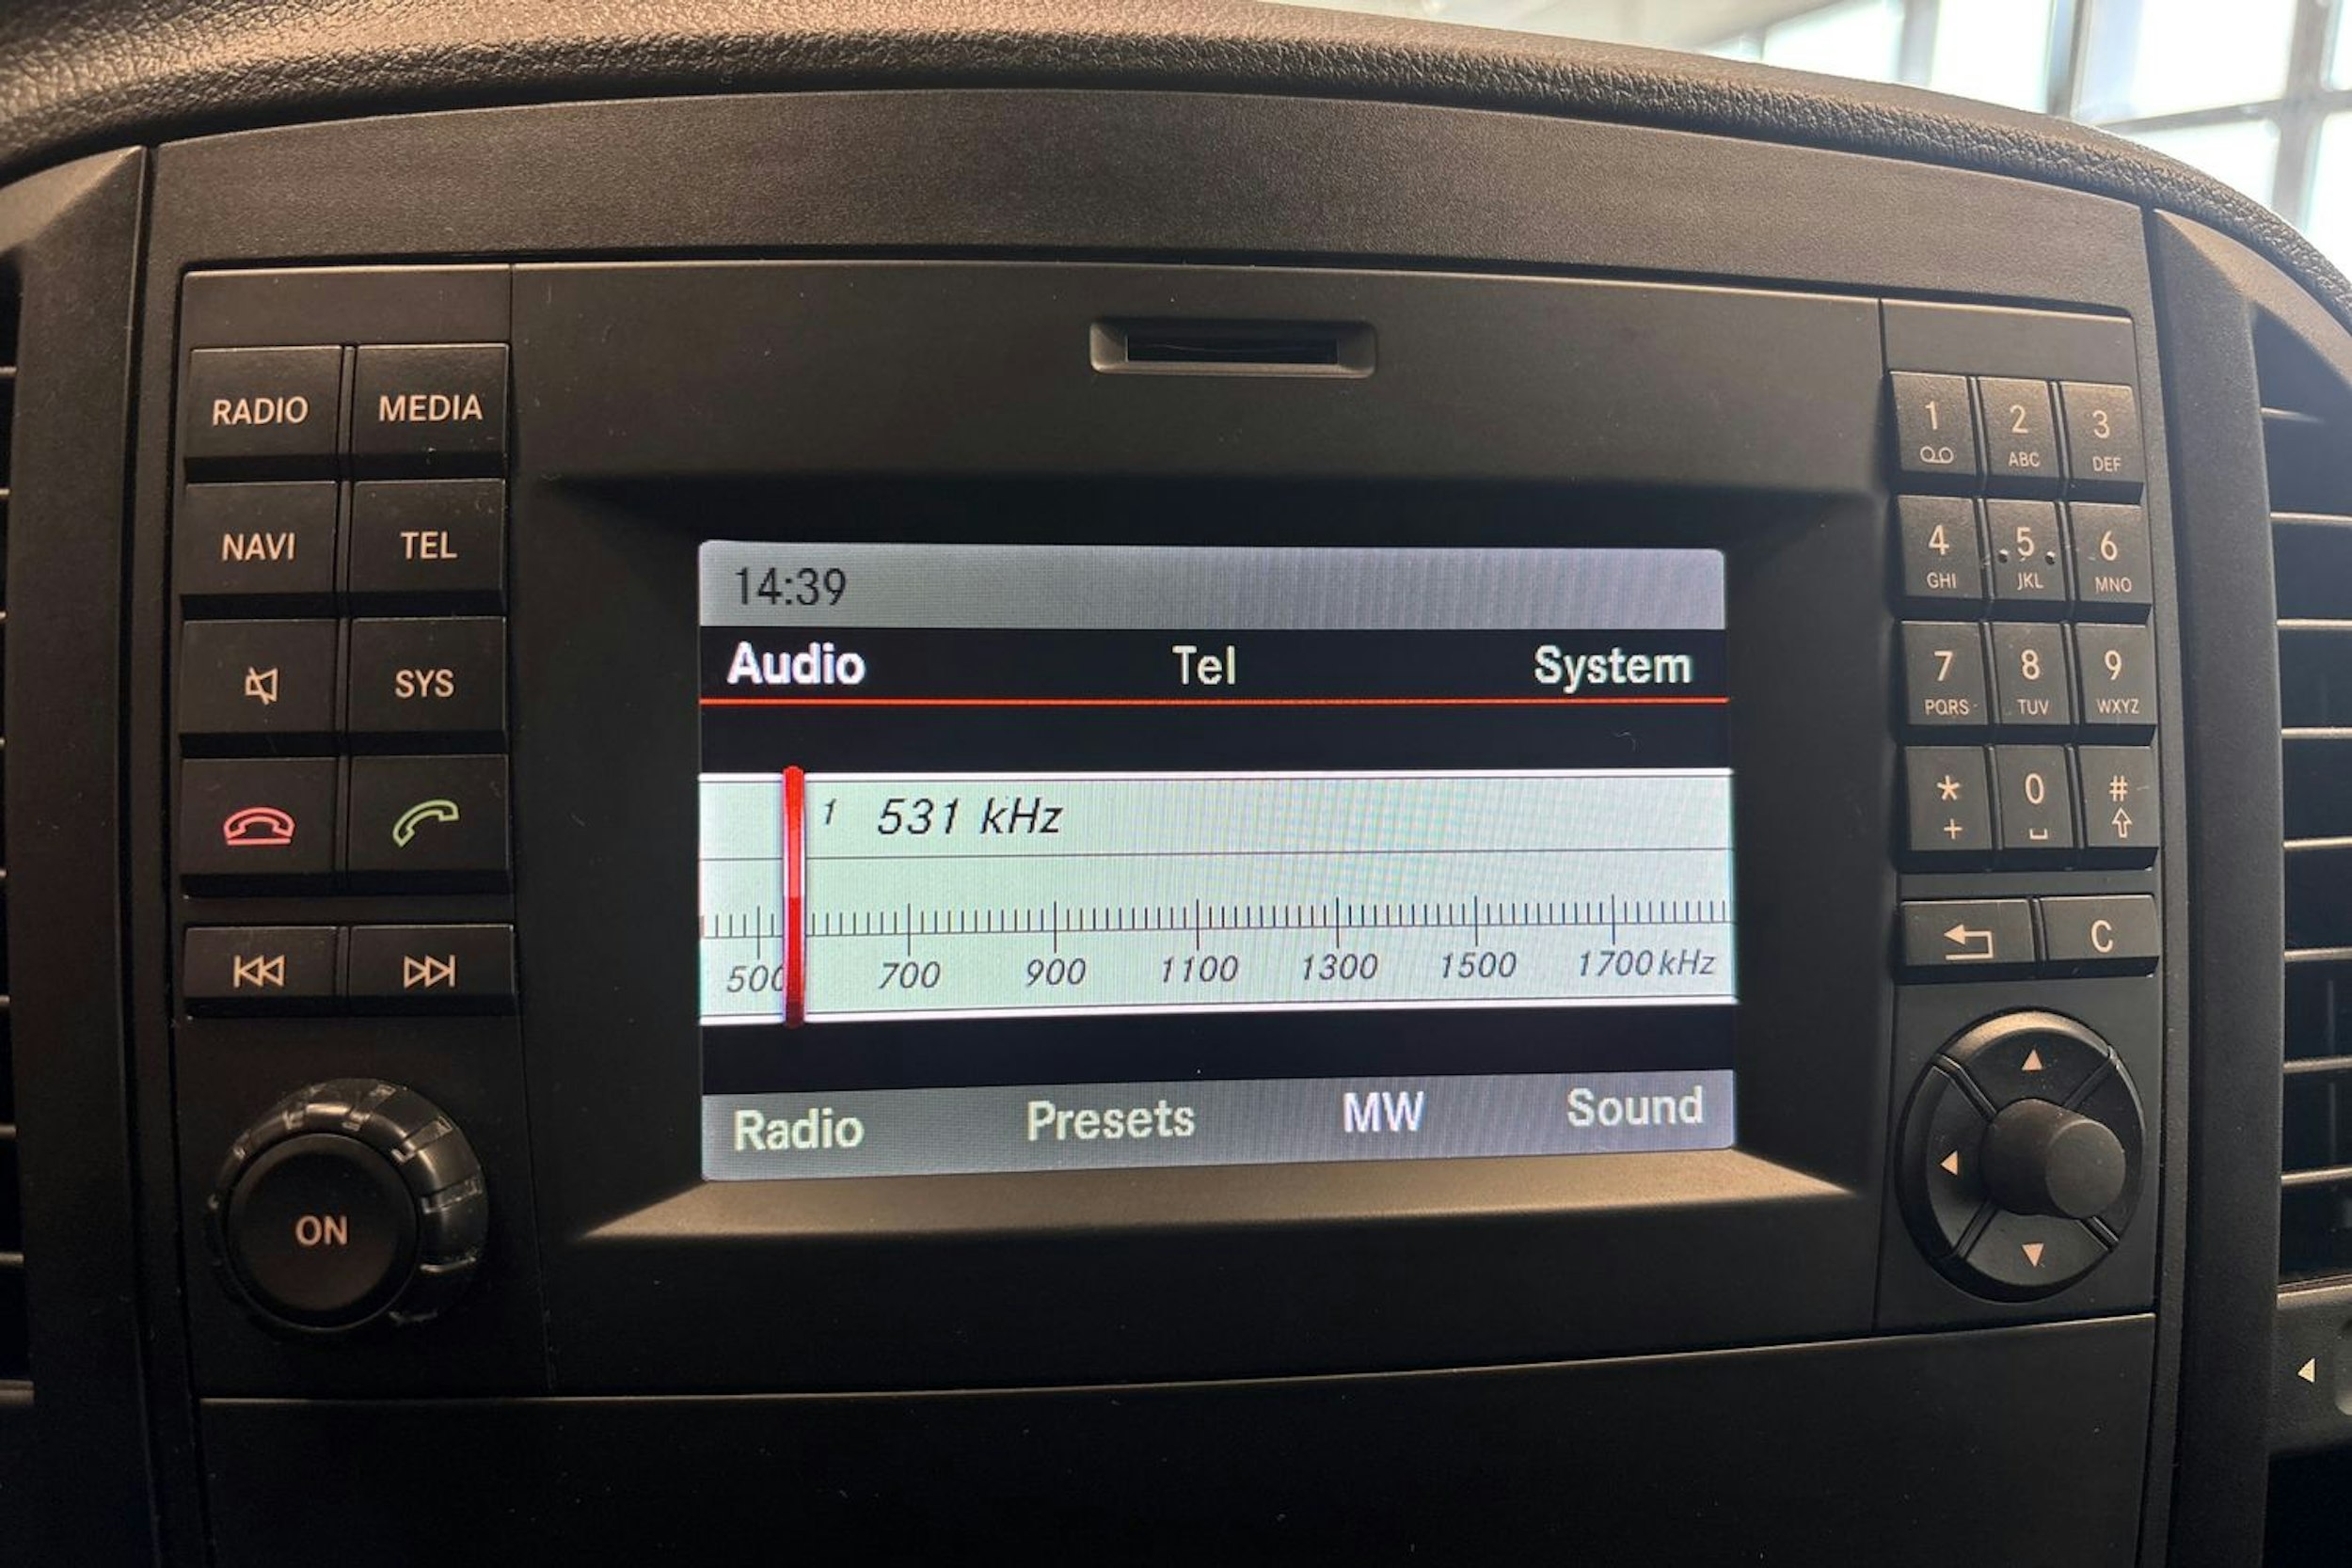 RADIO MEDIA
NAVI TEL
SYS
ON
14:39
Audio Tel System
1 531 kHz
500 700 900 1100 1300 1500 1700 kHz
Radio Presets MW Sound
1 2 3
ABC DEF
4 5 6
GHI JKL MNO
7 8 9
PQRS TUV WXYZ
* 0 #
+
C